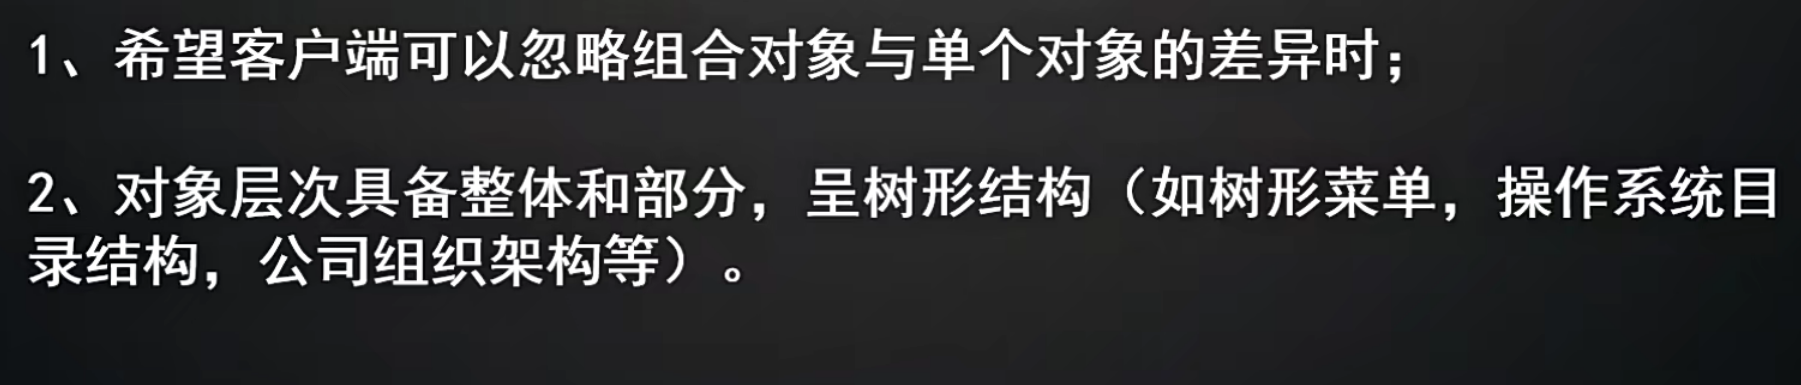 1、希望客户端可以忽略组合对象与单个对象的差异时；
2、对象层次具备整体和部分，呈树形结构（如树形菜单，操作系统目
录结构，公司组织架构等）。